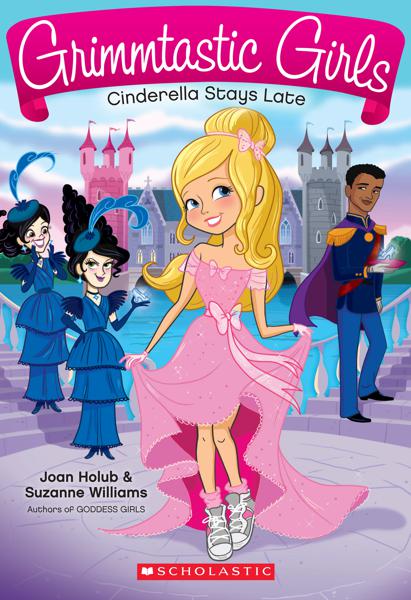 Grimmtastic Girls
Cinderella Stays Late
Joan Holub &
Suzanne Williams
Authors of GODDESS GIRLS
SCHOLASTIC